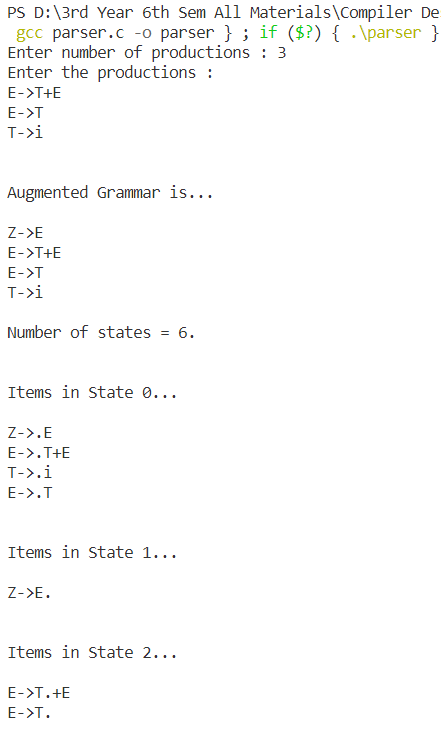 PS D:\3rd Year 6th Sem All Materials\Compiler De
gcc parser.c -o parser } ; if ($?) { .\parser }
Enter number of productions : 3
Enter the productions :
E->T+E
E->T
T->i
Augmented Grammar is...
Z->E
E->T+E
E->T
T->i
Number of states = 6.
Items in State 0...
Z->.E
E->.T+E
T->.i
E->.T
Items in State 1...
Z->E.
Items in State 2...
E->T.+E
E->T.